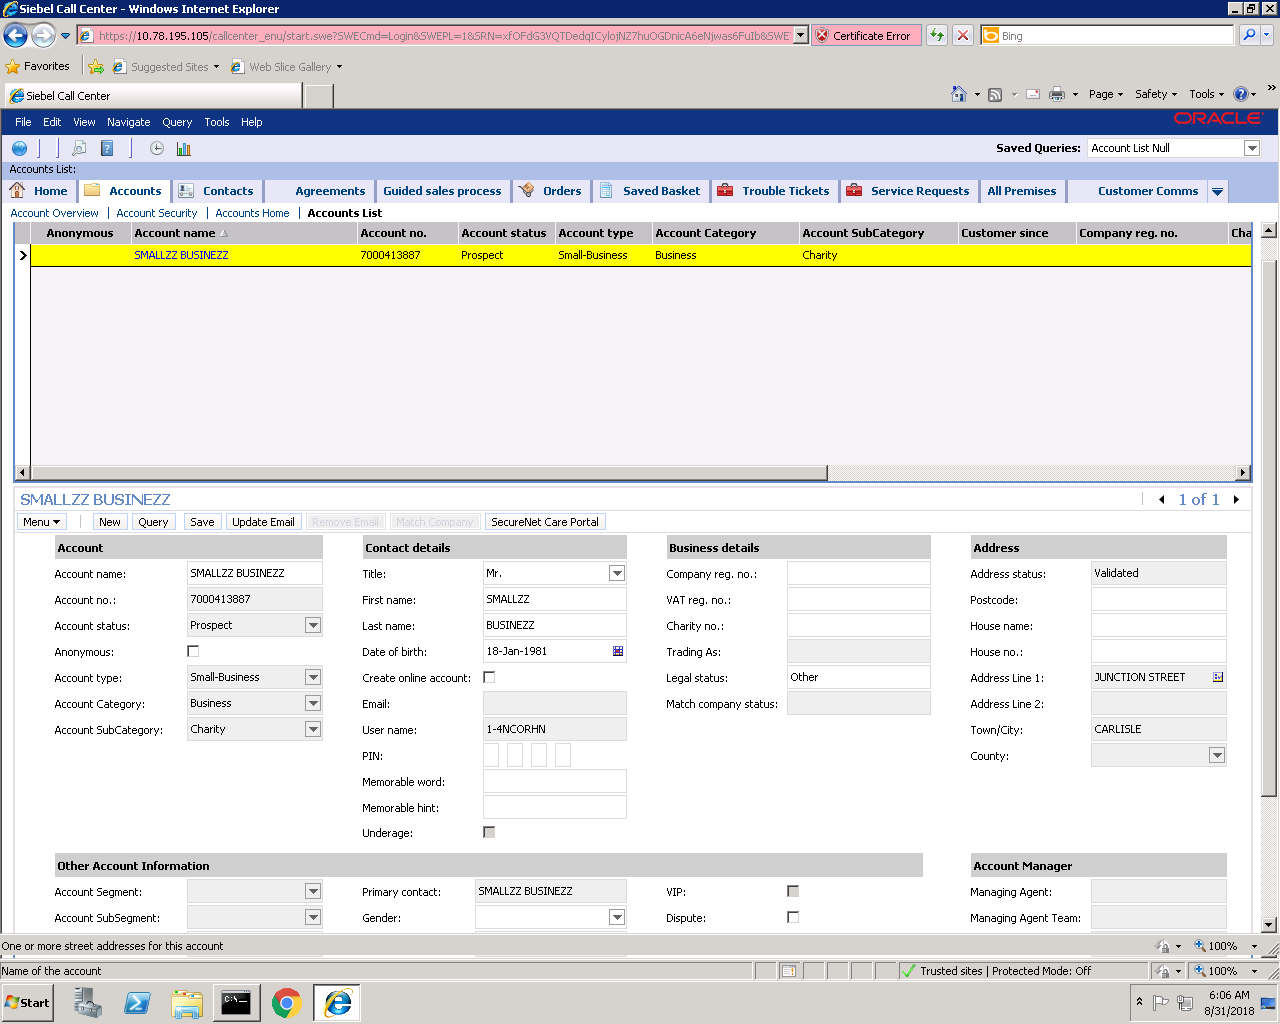 Siebel Call Center - Windows Internet Explorer
https://10.78.195.105/callcenter_enu/start.swe?SWECmd=Login&SWEPL=1&SRN=
Certificate Error
Bing
Favorites
Suggested Sites
Web Slice Gallery
Siebel Call Center
Page
Safety
Tools
File Edit View Navigate Query Tools Help
ORACLE
Saved Queries: Account List Null
Accounts List:
Home Accounts Contacts Agreements Guided sales process Orders Saved Basket Trouble Tickets Service Requests All Premises Customer Comms
Account Overview | Account Security | Accounts Home | Accounts List
Anonymous Account name Account no. Account status Account type Account Category Account SubCategory Customer since Company reg. no. Cha
SMALLZZ BUSINEZZ 7000413887 Prospect Small-Business Business Charity
SMALLZZ BUSINEZZ
1 of 1
Menu New Query Save Update Email Remove Email Match Company SecureNet Care Portal
Account Contact details Business details Address
Account name: SMALLZZ BUSINEZZ Title: Mr. Company reg. no.: Address status: Validated
Account no.: 7000413887 First name: SMALLZZ VAT reg. no.: Postcode:
Account status: Prospect Last name: BUSINEZZ Charity no.: House name:
Anonymous: Date of birth: 18-Jan-1981 Trading As: House no.:
Account type: Small-Business Create online account: Legal status: Other Address Line 1: JUNCTION STREET
Account Category: Business Email: Match company status: Address Line 2:
Account SubCategory: Charity User name: 1-4NCORHN Town/City: CARLISLE
PIN: County:
Memorable word:
Memorable hint:
Underage:
Other Account Information Account Manager
Account Segment: Primary contact: SMALLZZ BUSINEZZ VIP: Managing Agent:
Account SubSegment: Gender: Dispute: Managing Agent Team:
One or more street addresses for this account 100%
Name of the account Trusted sites | Protected Mode: Off 100%
Start
6:06 AM
8/31/2018